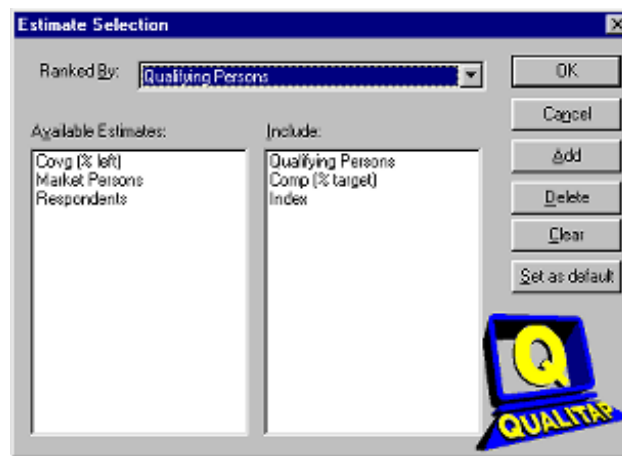 Estimate Selection
Ranked By: Qualifying Persons
OK
Cancel
Available Estimates:
Include:
Add
Covg (% left)
Market Persons
Respondents
Qualifying Persons
Comp (% target)
Index
Delete
Clear
Set as default
Q
QUALITAP